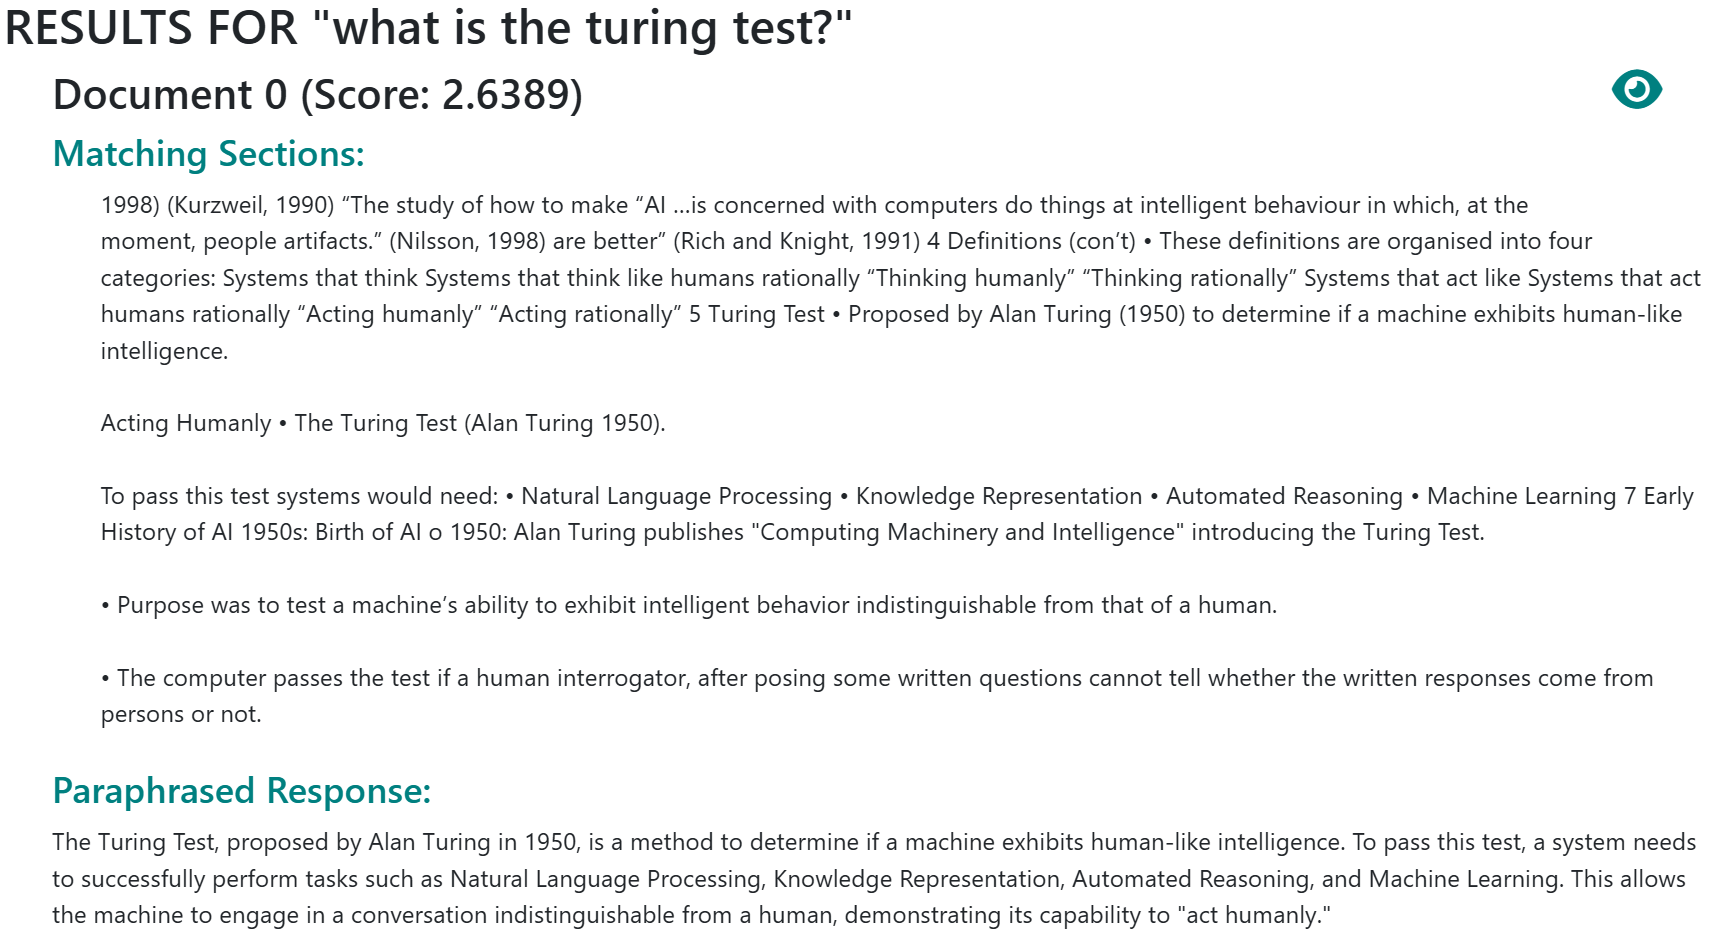 RESULTS FOR "what is the turing test?"
Document 0 (Score: 2.6389)
Matching Sections:
1998) (Kurzweil, 1990) “The study of how to make “AI …is concerned with computers do things at intelligent behaviour in which, at the
moment, people artifacts.” (Nilsson, 1998) are better” (Rich and Knight, 1991) 4 Definitions (con’t) • These definitions are organised into four
categories: Systems that think Systems that think like humans rationally “Thinking humanly” “Thinking rationally” Systems that act like Systems that act
humans rationally “Acting humanly” “Acting rationally” 5 Turing Test • Proposed by Alan Turing (1950) to determine if a machine exhibits human-like
intelligence.
Acting Humanly • The Turing Test (Alan Turing 1950).
To pass this test systems would need: • Natural Language Processing • Knowledge Representation • Automated Reasoning • Machine Learning 7 Early
History of AI 1950s: Birth of AI o 1950: Alan Turing publishes "Computing Machinery and Intelligence" introducing the Turing Test.
• Purpose was to test a machine’s ability to exhibit intelligent behavior indistinguishable from that of a human.
• The computer passes the test if a human interrogator, after posing some written questions cannot tell whether the written responses come from
persons or not.
Paraphrased Response:
The Turing Test, proposed by Alan Turing in 1950, is a method to determine if a machine exhibits human-like intelligence. To pass this test, a system needs
to successfully perform tasks such as Natural Language Processing, Knowledge Representation, Automated Reasoning, and Machine Learning. This allows
the machine to engage in a conversation indistinguishable from a human, demonstrating its capability to "act humanly."